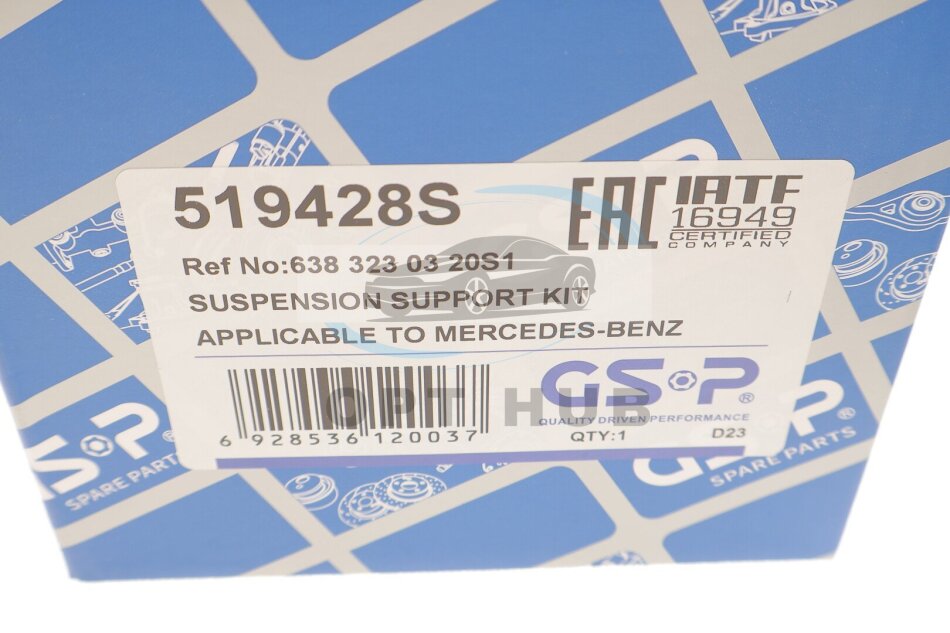 519428S
EAC
IATF
16949
CERTIFIED
COMPANY
Ref No:638 323 03 20S1
SUSPENSION SUPPORT KIT
APPLICABLE TO MERCEDES-BENZ
GSP®
QUALITY DRIVEN PERFORMANCE
OPT HUB
6 928536 120037
QTY:1
D23
GSP®
SPARE PARTS
GSP®
SPARE PARTS